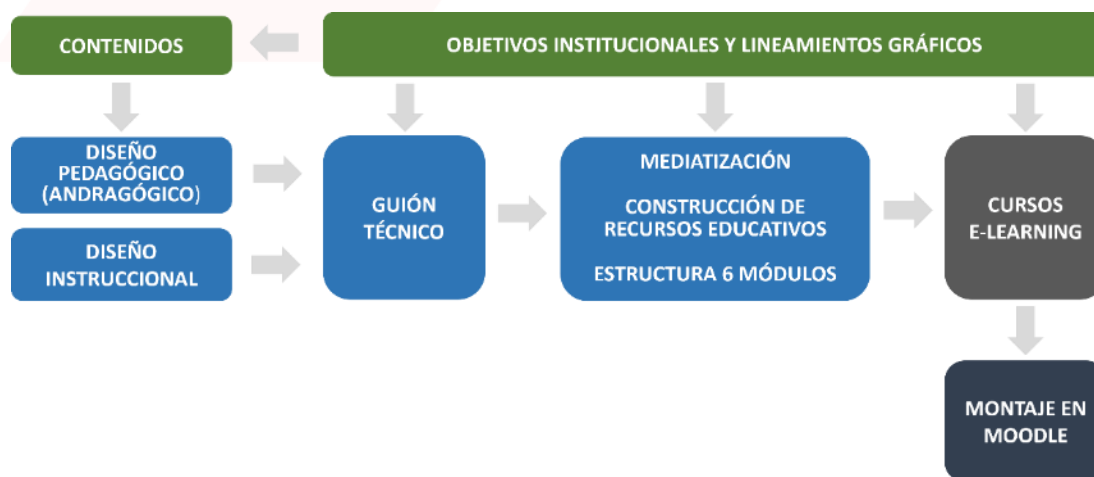 CONTENIDOS
OBJETIVOS INSTITUCIONALES Y LINEAMIENTOS GRÁFICOS
DISEÑO
PEDAGÓGICO
(ANDRAGÓGICO)
DISEÑO
INSTRUCCIONAL
GUIÓN
TÉCNICO
MEDIATIZACIÓN
CONSTRUCCIÓN DE
RECURSOS EDUCATIVOS
ESTRUCTURA 6 MÓDULOS
CURSOS
E-LEARNING
MONTAJE EN
MOODLE